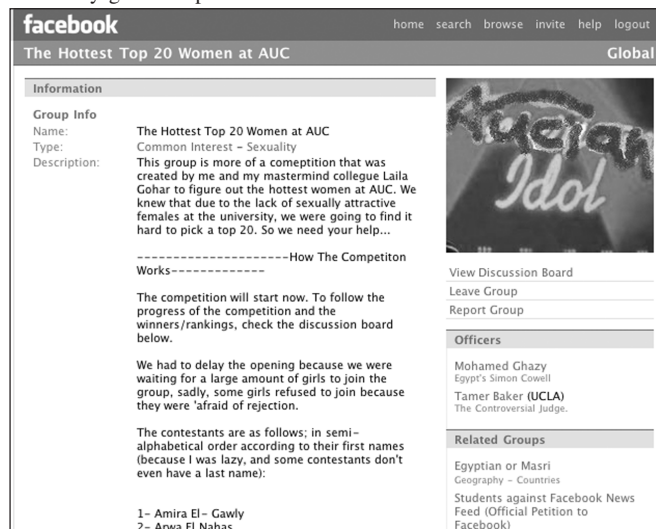 facebook
home search browse invite help logout
The Hottest Top 20 Women at AUC
Global
Information
Group Info
Name: The Hottest Top 20 Women at AUC
Type: Common Interest – Sexuality
Description: This group is more of a comeptition that was
created by me and my mastermind collegue Laila
Gohar to figure out the hottest women at AUC. We
knew that due to the lack of sexually attractive
females at the university, we were going to find it
hard to pick a top 20. So we need your help...
---------------------How The Competiton
Works-------------
The competition will start now. To follow the
progress of the competition and the
winners/rankings, check the discussion board
below.
We had to delay the opening because we were
waiting for a large amount of girls to join the
group, sadly, some girls refused to join because
they were 'afraid of rejection.
The contestants are as follows; in semi-
alphabetical order according to their first names
(because I was lazy, and some contestants don't
even have a last name):
1- Amira El- Gawly
2- Arwa El Nahas
Aucian
Idol
View Discussion Board
Leave Group
Report Group
Officers
Mohamed Ghazy
Egypt's Simon Cowell
Tamer Baker (UCLA)
The Controversial Judge.
Related Groups
Egyptian or Masri
Geography – Countries
Students against Facebook News
Feed (Official Petition to
Facebook)